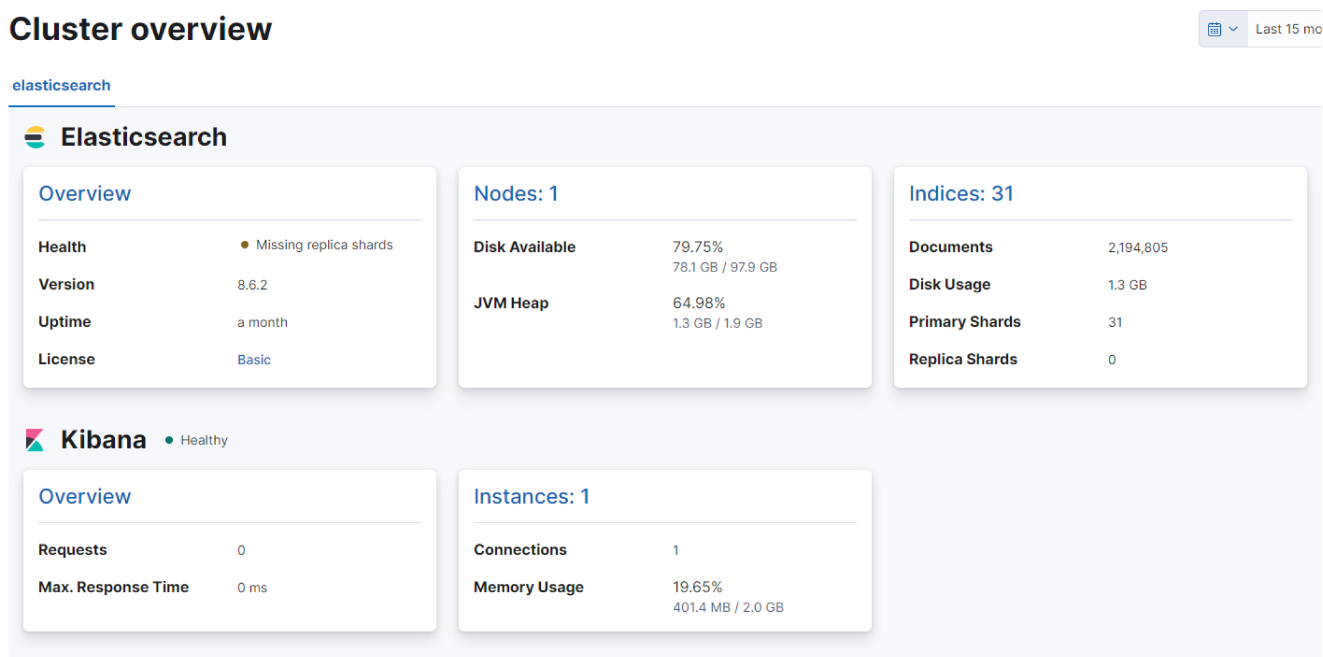 Cluster overview
Last 15 mo
elasticsearch
Elasticsearch
Overview
Health Missing replica shards
Version 8.6.2
Uptime a month
License Basic
Nodes: 1
Disk Available 79.75%
78.1 GB / 97.9 GB
JVM Heap 64.98%
1.3 GB / 1.9 GB
Indices: 31
Documents 2,194,805
Disk Usage 1.3 GB
Primary Shards 31
Replica Shards 0
Kibana Healthy
Overview
Requests 0
Max. Response Time 0 ms
Instances: 1
Connections 1
Memory Usage 19.65%
401.4 MB / 2.0 GB